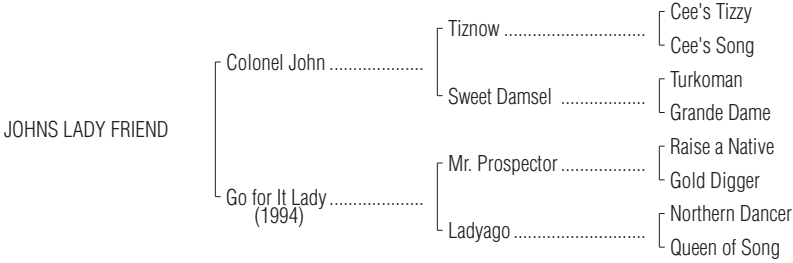 Cee's Tizzy
Tiznow ..............................
Cee's Song
Colonel John ....................
Turkoman
Sweet Damsel ..................
Grande Dame
JOHNS LADY FRIEND
Raise a Native
Mr. Prospector ..................
Gold Digger
Go for It Lady ....................
(1994)
Northern Dancer
Ladyago ............................
Queen of Song